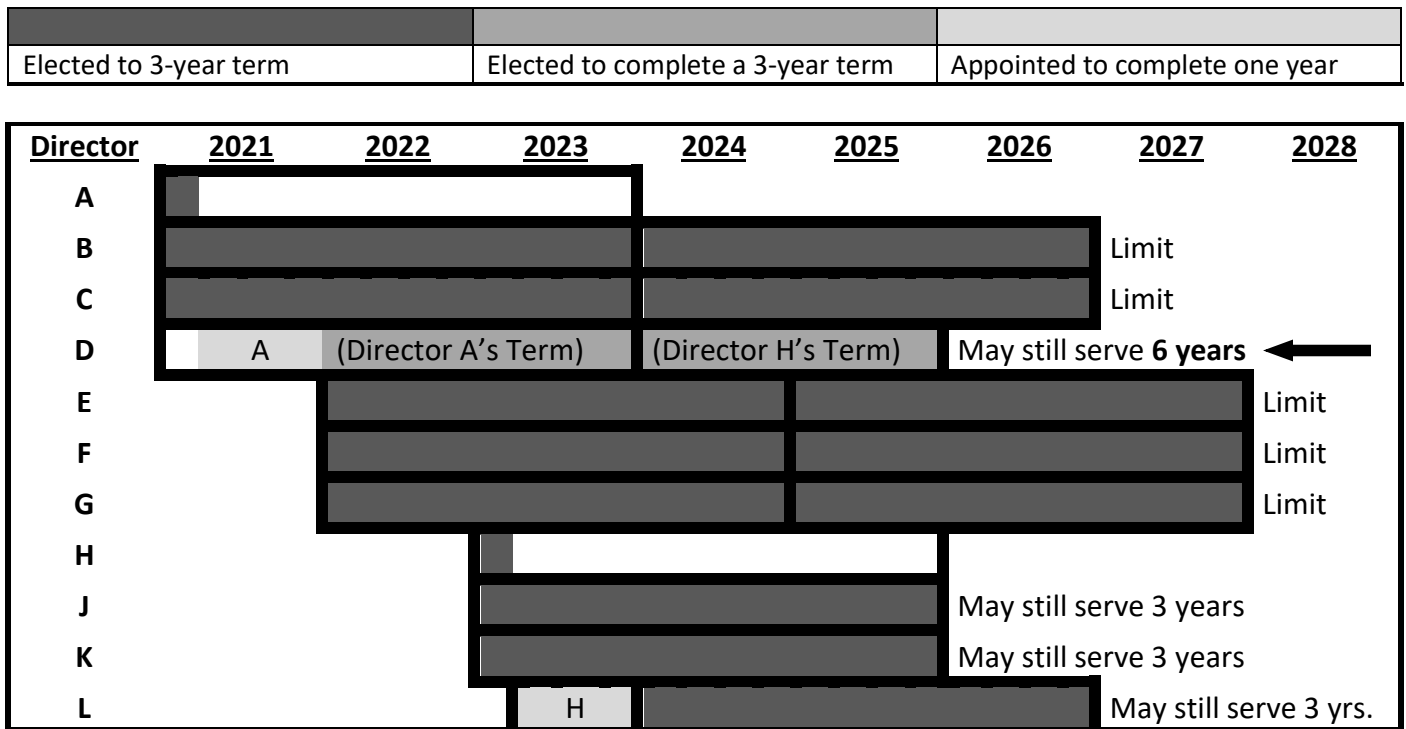 Elected to 3-year term Elected to complete a 3-year term Appointed to complete one year
Director 2021 2022 2023 2024 2025 2026 2027 2028
A
B Limit
C Limit
D A (Director A's Term) (Director H's Term) May still serve 6 years
E Limit
F Limit
G Limit
H
J May still serve 3 years
K May still serve 3 years
L H May still serve 3 yrs.